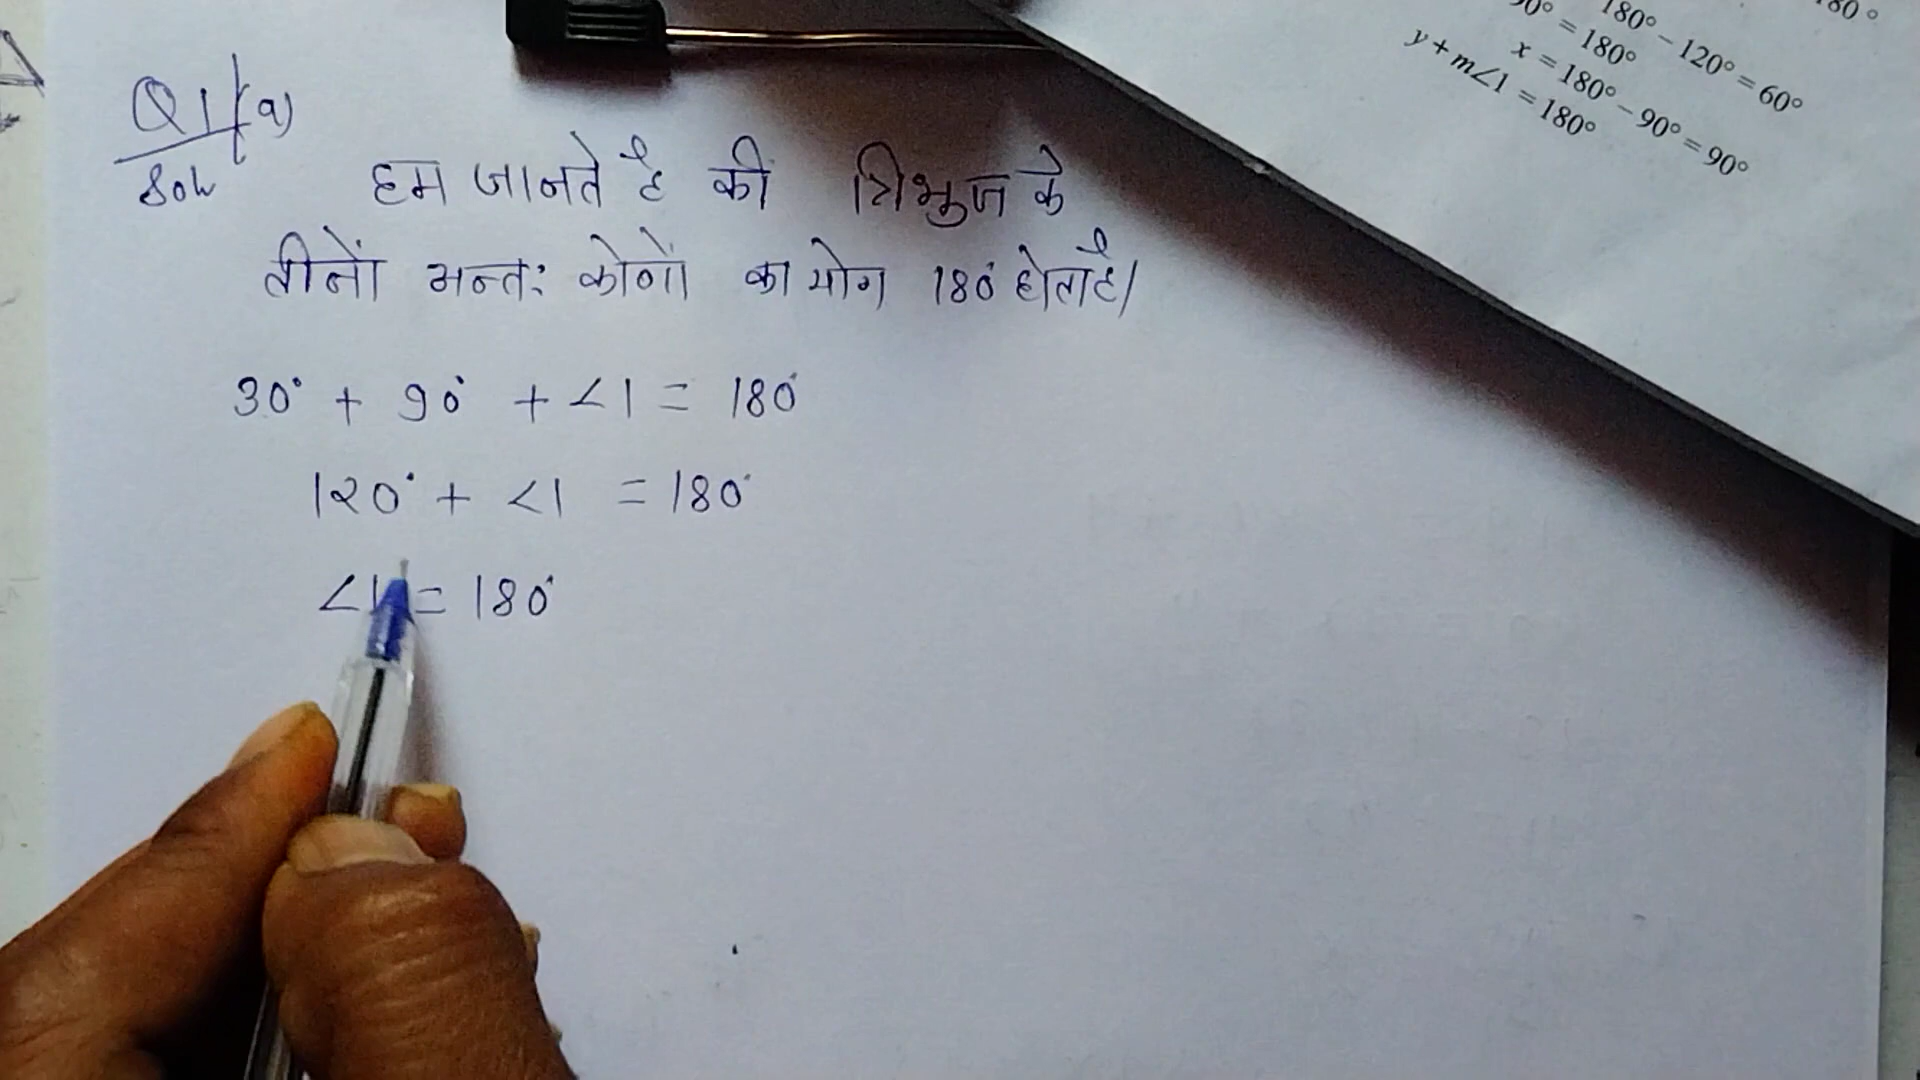 Q1 (a)
Soln
हम जानते है की त्रिभुज के
तीनों अन्त: कोणों का योग 180° होता है।
30° + 90° + ∠1 = 180°
120° + ∠1 = 180°
∠1 = 180°
180° − 120° = 60°
= 180°
x = 180° − 90° = 90°
y + m∠1 = 180°